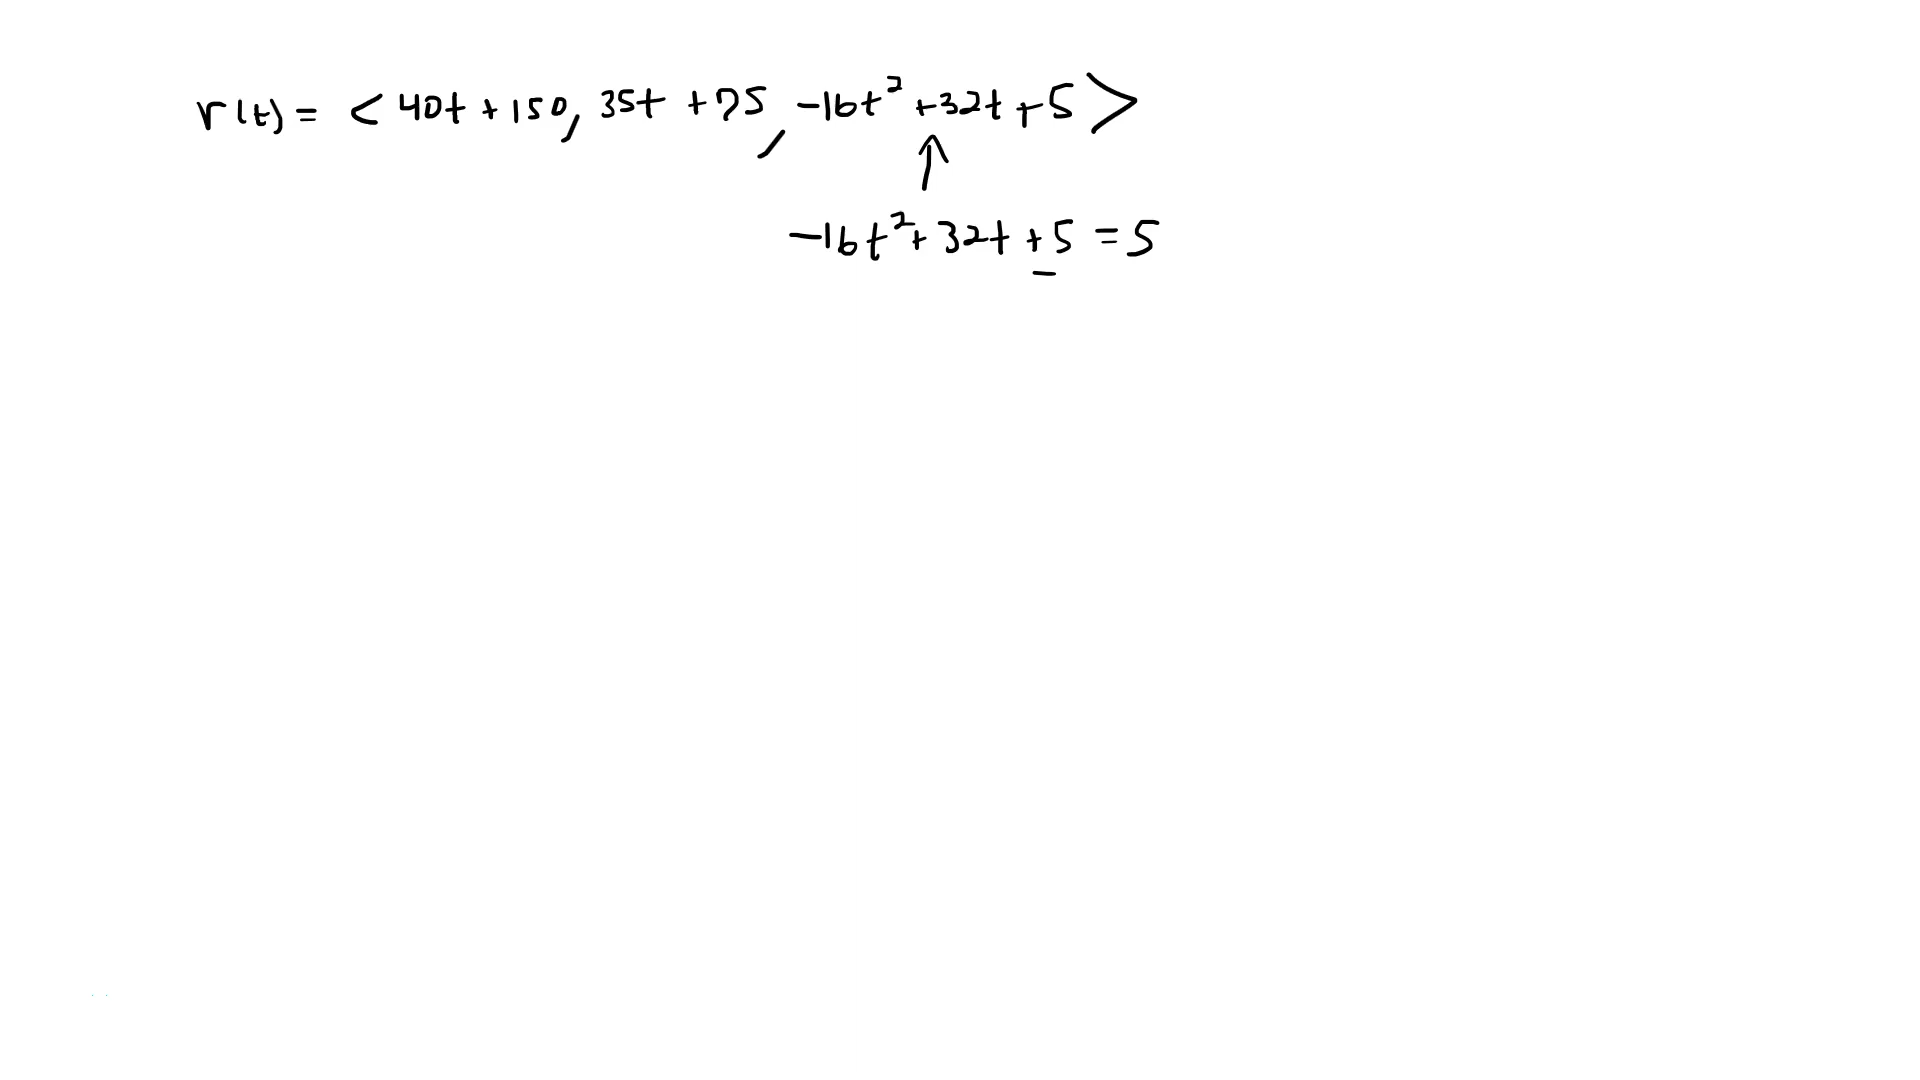 r(t) = < 40t + 150, 35t + 75, -16t² + 32t + 5 >
-16t² + 32t + 5 = 5